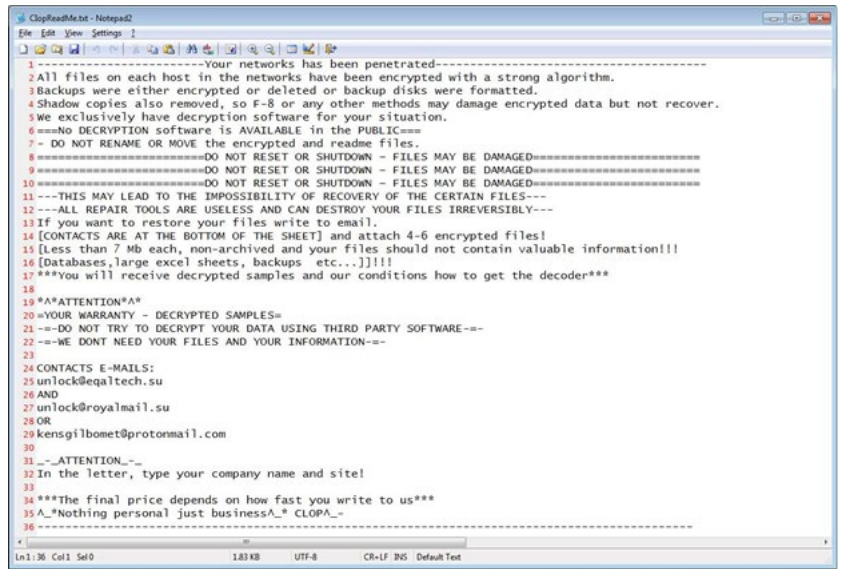 ClopReadMe.txt - Notepad2
File Edit View Settings ?
1 ------------------------Your networks has been penetrated---------------------------------------
2 All files on each host in the networks have been encrypted with a strong algorithm.
3 Backups were either encrypted or deleted or backup disks were formatted.
4 Shadow copies also removed, so F-8 or any other methods may damage encrypted data but not recover.
5 We exclusively have decryption software for your situation.
6 ===No DECRYPTION software is AVAILABLE in the PUBLIC===
7 - DO NOT RENAME OR MOVE the encrypted and readme files.
8 ========================DO NOT RESET OR SHUTDOWN - FILES MAY BE DAMAGED========================
9 ========================DO NOT RESET OR SHUTDOWN - FILES MAY BE DAMAGED========================
10 ========================DO NOT RESET OR SHUTDOWN - FILES MAY BE DAMAGED========================
11 ---THIS MAY LEAD TO THE IMPOSSIBILITY OF RECOVERY OF THE CERTAIN FILES---
12 ---ALL REPAIR TOOLS ARE USELESS AND CAN DESTROY YOUR FILES IRREVERSIBLY---
13 If you want to restore your files write to email.
14 [CONTACTS ARE AT THE BOTTOM OF THE SHEET] and attach 4-6 encrypted files!
15 [Less than 7 Mb each, non-archived and your files should not contain valuable information!!!
16 [Databases,large excel sheets, backups  etc...]]!!!
17 ***You will receive decrypted samples and our conditions how to get the decoder***
18
19 *^*ATTENTION*^*
20 =YOUR WARRANTY - DECRYPTED SAMPLES=
21 -=-DO NOT TRY TO DECRYPT YOUR DATA USING THIRD PARTY SOFTWARE-=-
22 -=-WE DONT NEED YOUR FILES AND YOUR INFORMATION-=-
23
24 CONTACTS E-MAILS:
25 unlock@eqaltech.su
26 AND
27 unlock@royalmail.su
28 OR
29 kensgilbomet@protonmail.com
30
31 _-_ATTENTION_-_
32 In the letter, type your company name and site!
33
34 ***The final price depends on how fast you write to us***
35 ^_*Nothing personal just business^_* CLOP^_-
36 ----------------------------------------------------------------------------------------------
Ln 1 : 36 Col 1 Sel 0 1.83 KB UTF-8 CR+LF INS Default Text